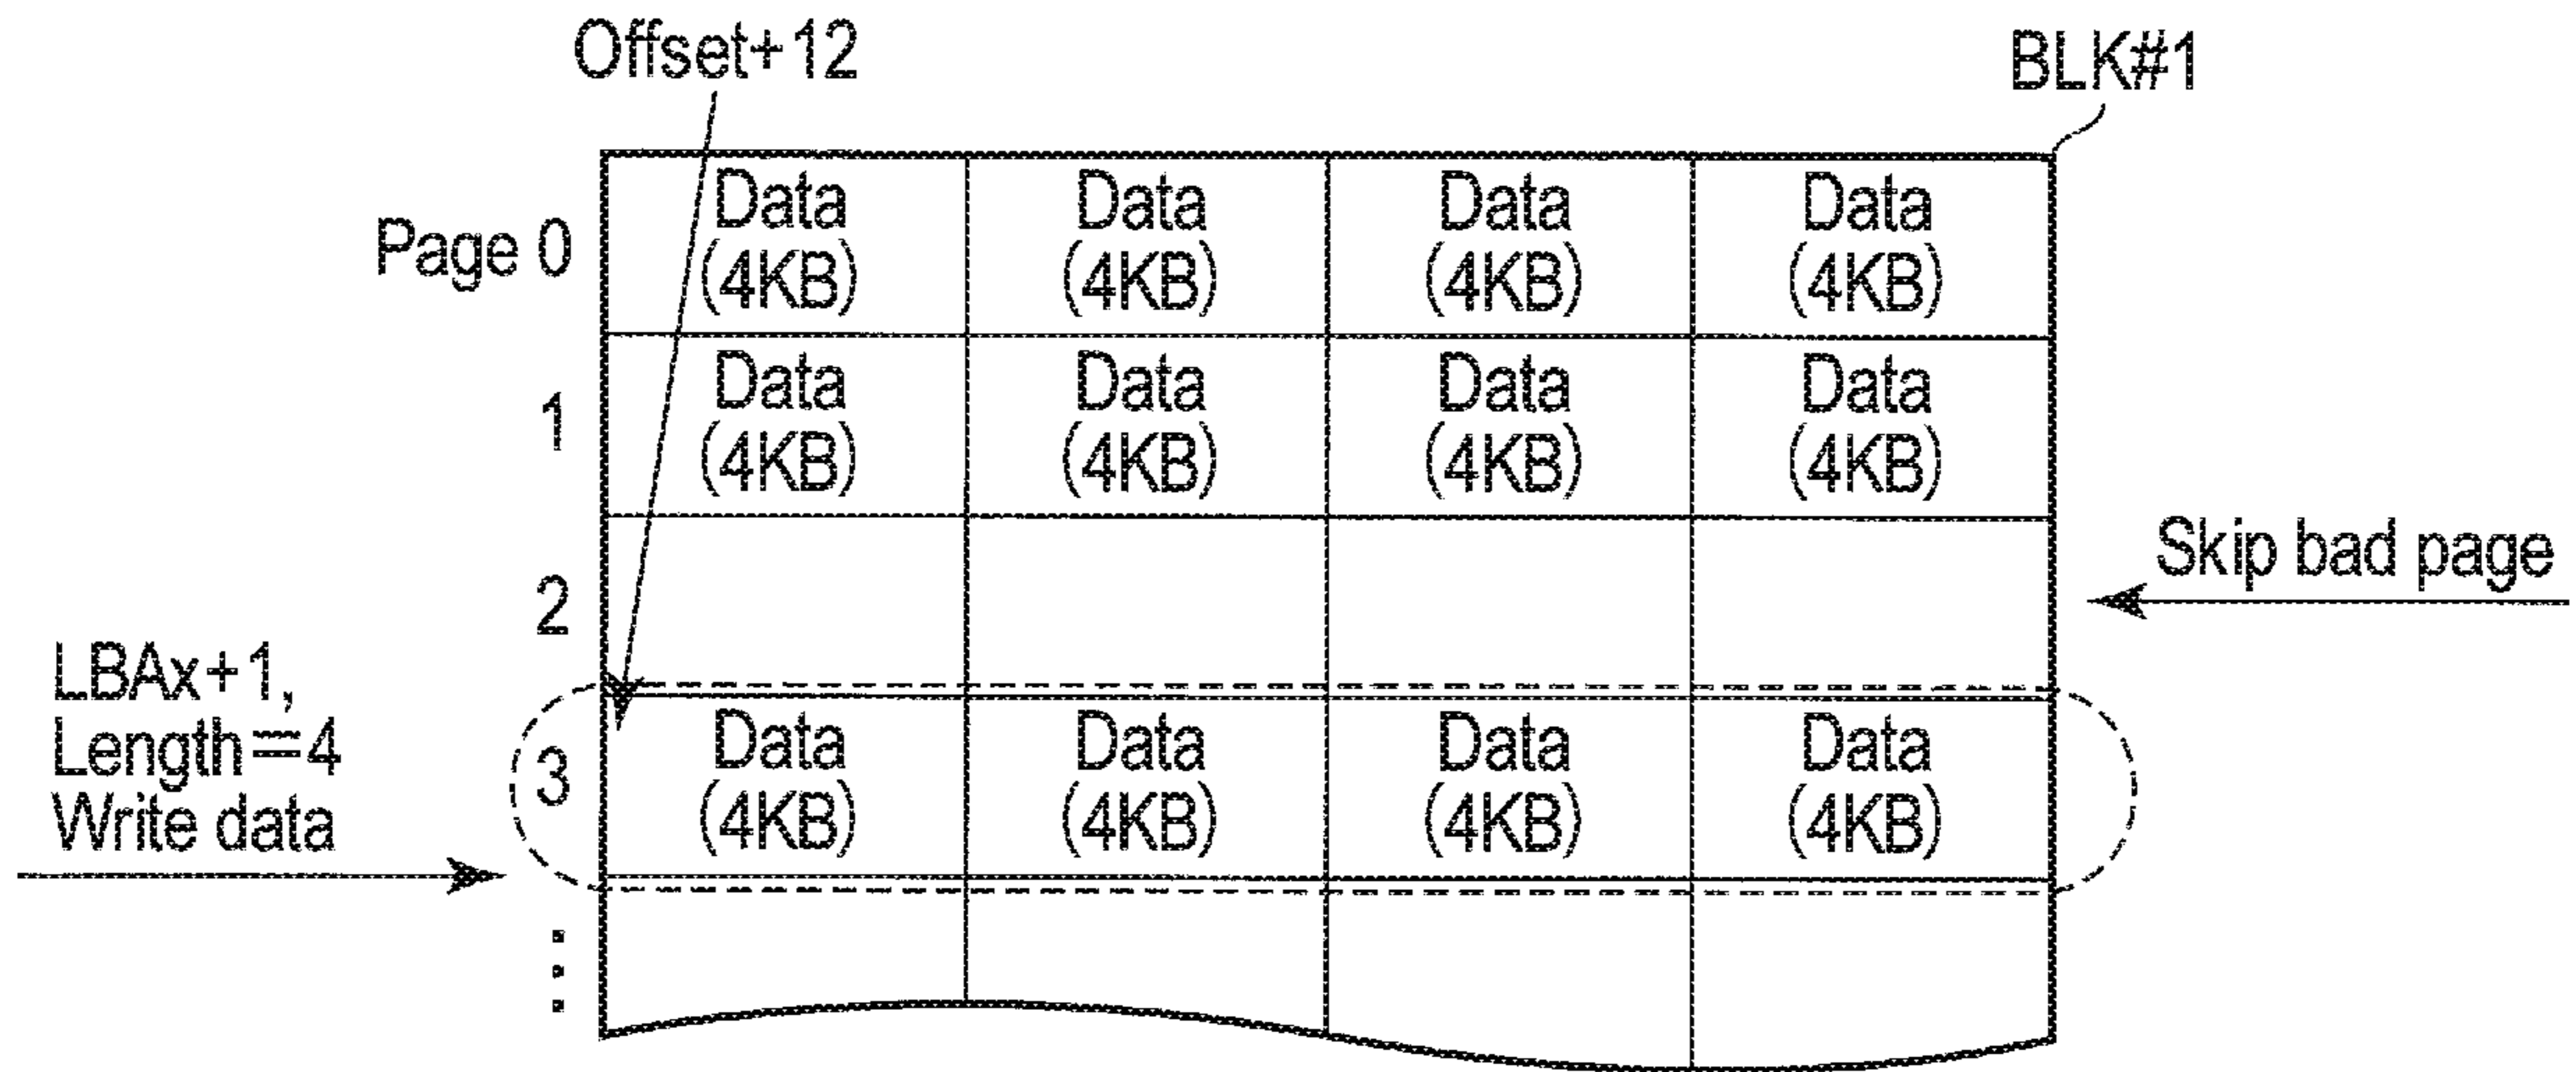 Offset+12
BLK#1
Page 0
Data Data Data Data
(4KB) (4KB) (4KB) (4KB)
1
Data Data Data Data
(4KB) (4KB) (4KB) (4KB)
2
Skip bad page
LBAx+1,
Length=4
Write data
3
Data Data Data Data
(4KB) (4KB) (4KB) (4KB)